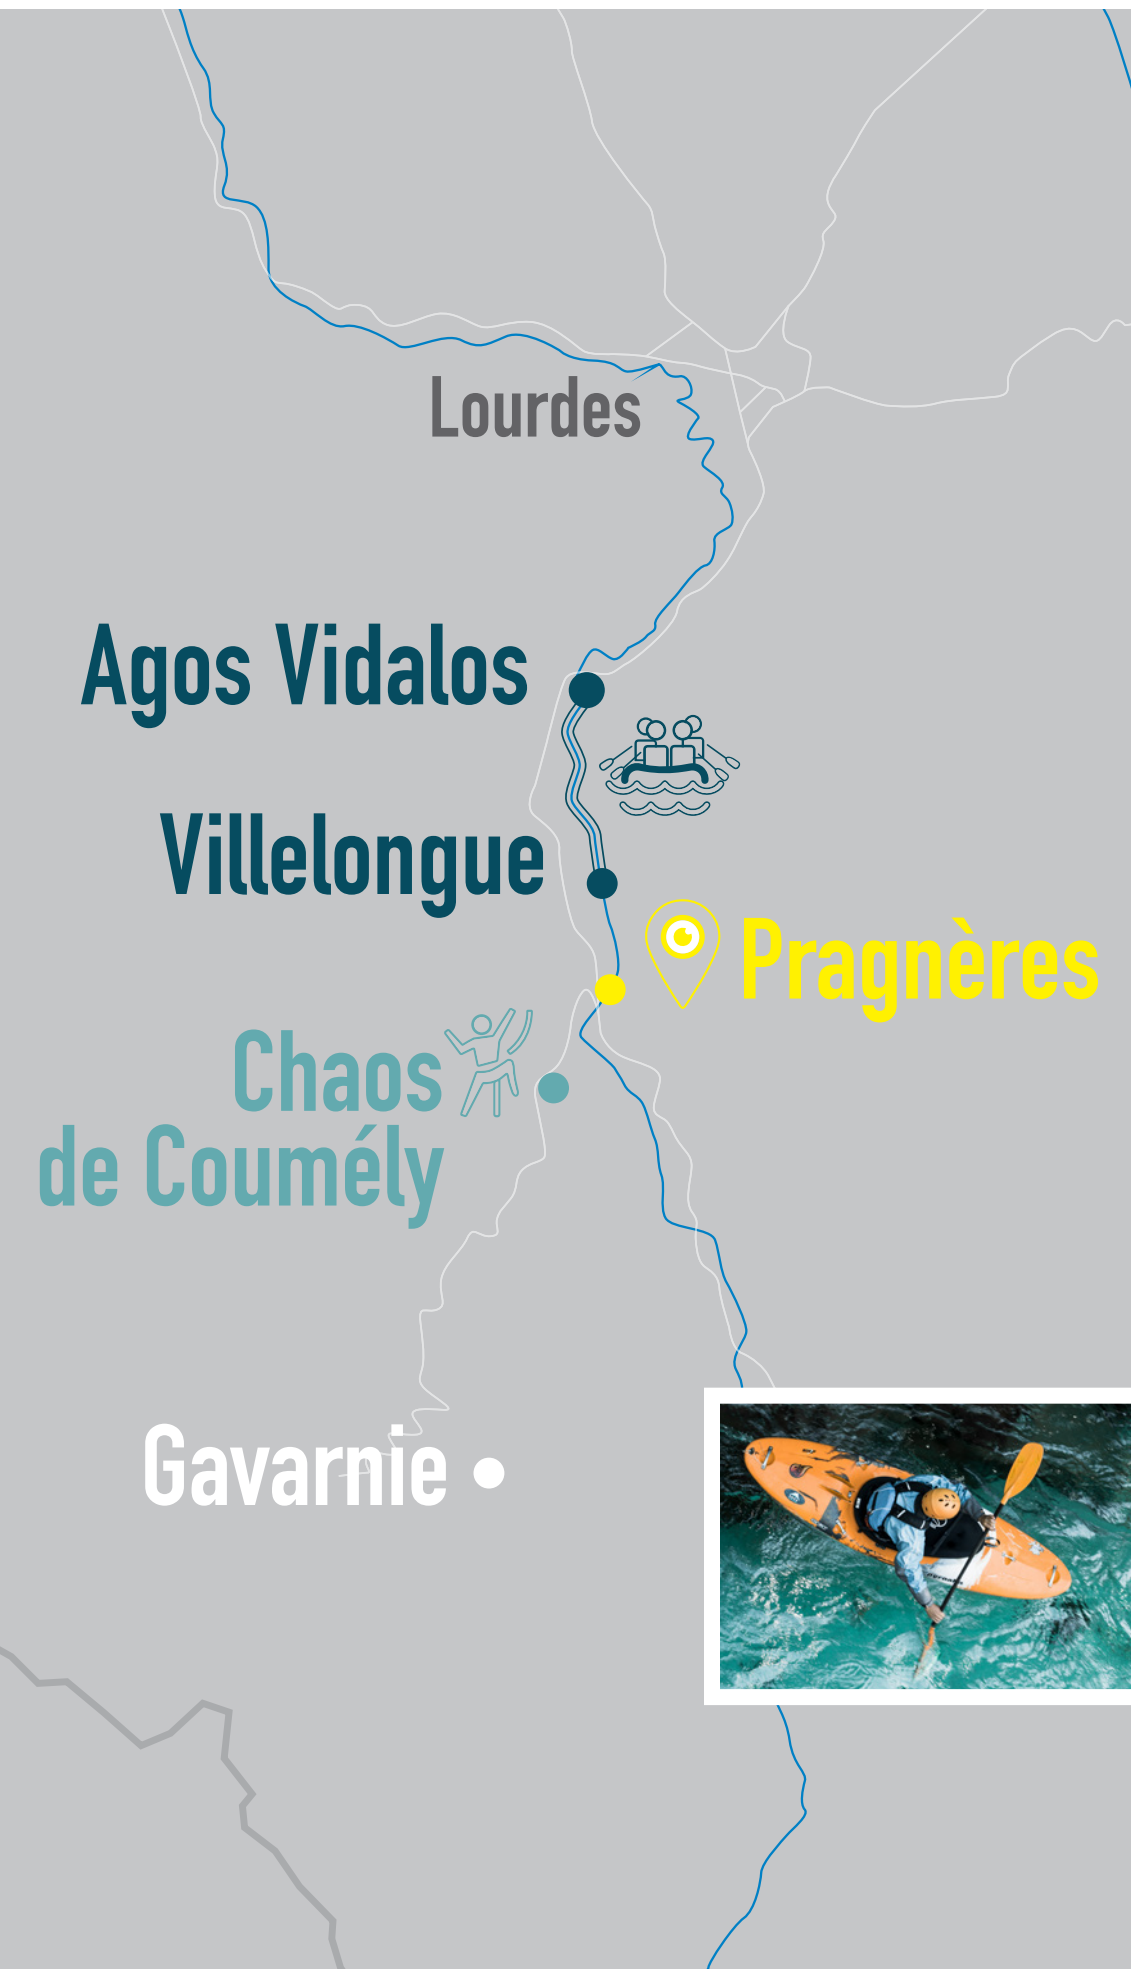 Lourdes
Agos Vidalos
Villelongue
Pragnères
Chaos
de Coumély
Gavarnie